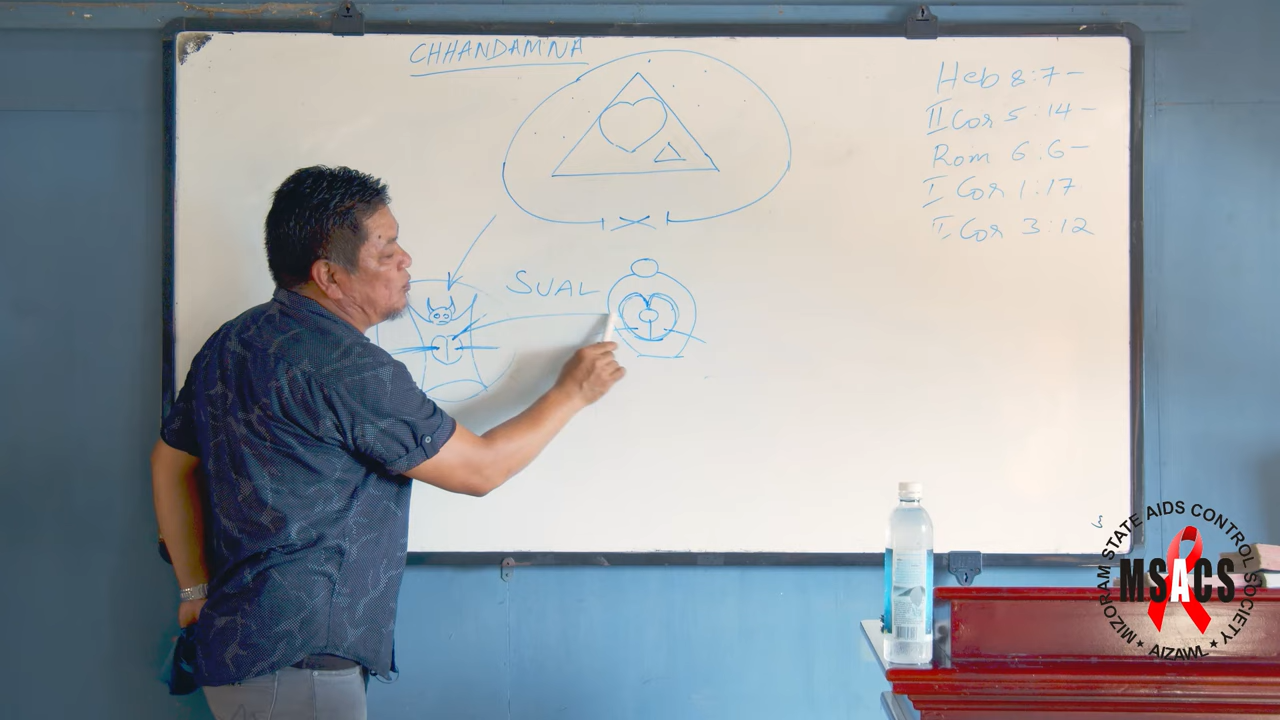 CHHANDAMNA
Heb 8:7-
II Cor 5:14-
Rom 6.6-
I Cor 1:17
II Cor 3:12
SUAL
MIZORAM STATE AIDS CONTROL SOCIETY
MSACS
★ AIZAWL ★